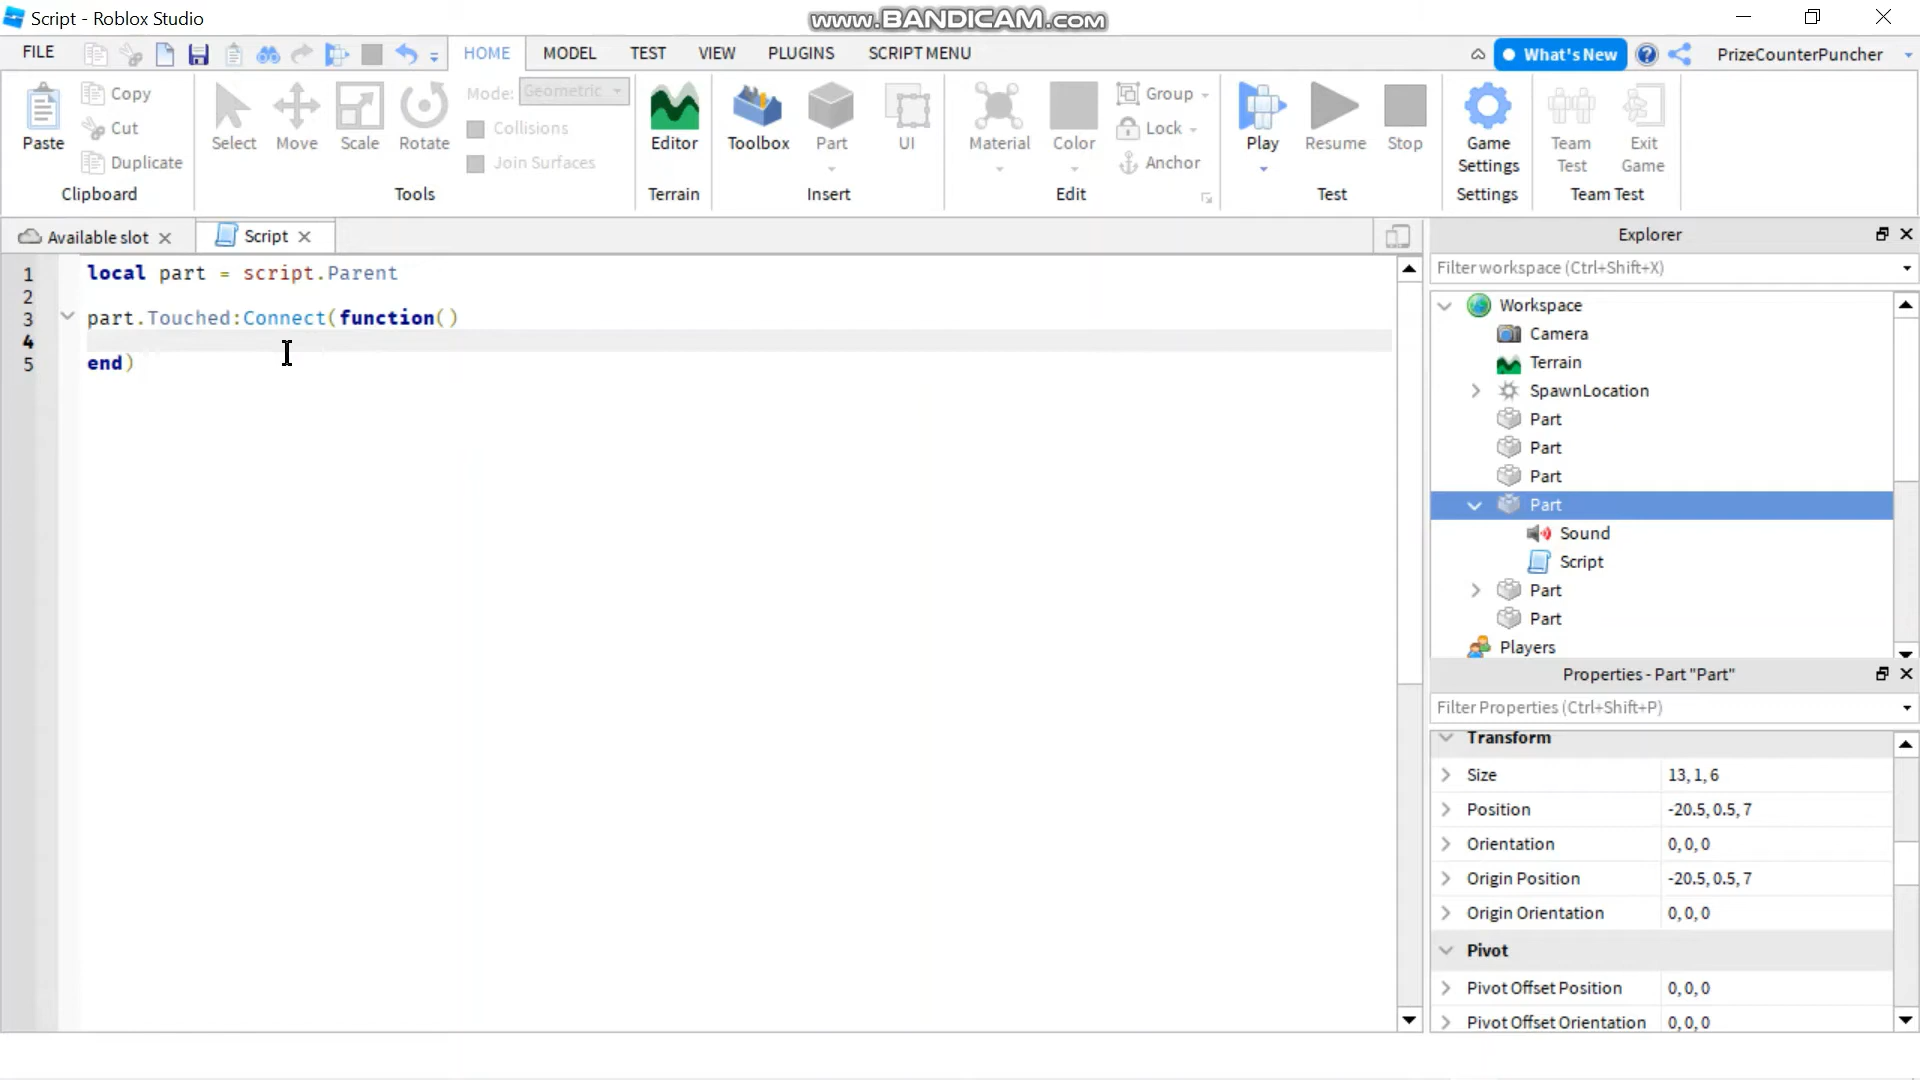 Script - Roblox Studio
www.BANDICAM.com
FILE
HOME
MODEL
TEST
VIEW
PLUGINS
SCRIPT MENU
What's New
PrizeCounterPuncher
Paste
Copy
Cut
Duplicate
Clipboard
Select
Move
Scale
Rotate
Mode: Geometric
Collisions
Join Surfaces
Tools
Editor
Terrain
Toolbox
Part
UI
Insert
Material
Color
Group
Lock
Anchor
Edit
Play
Resume
Stop
Test
Game Settings
Settings
Team Test
Exit Game
Team Test
Available slot
Script
1 local part = script.Parent
2
3 part.Touched:Connect(function()
4
5 end)
Explorer
Filter workspace (Ctrl+Shift+X)
Workspace
Camera
Terrain
SpawnLocation
Part
Part
Part
Part
Sound
Script
Part
Part
Players
Properties - Part "Part"
Filter Properties (Ctrl+Shift+P)
Transform
Size 13, 1, 6
Position -20.5, 0.5, 7
Orientation 0, 0, 0
Origin Position -20.5, 0.5, 7
Origin Orientation 0, 0, 0
Pivot
Pivot Offset Position 0, 0, 0
Pivot Offset Orientation 0, 0, 0